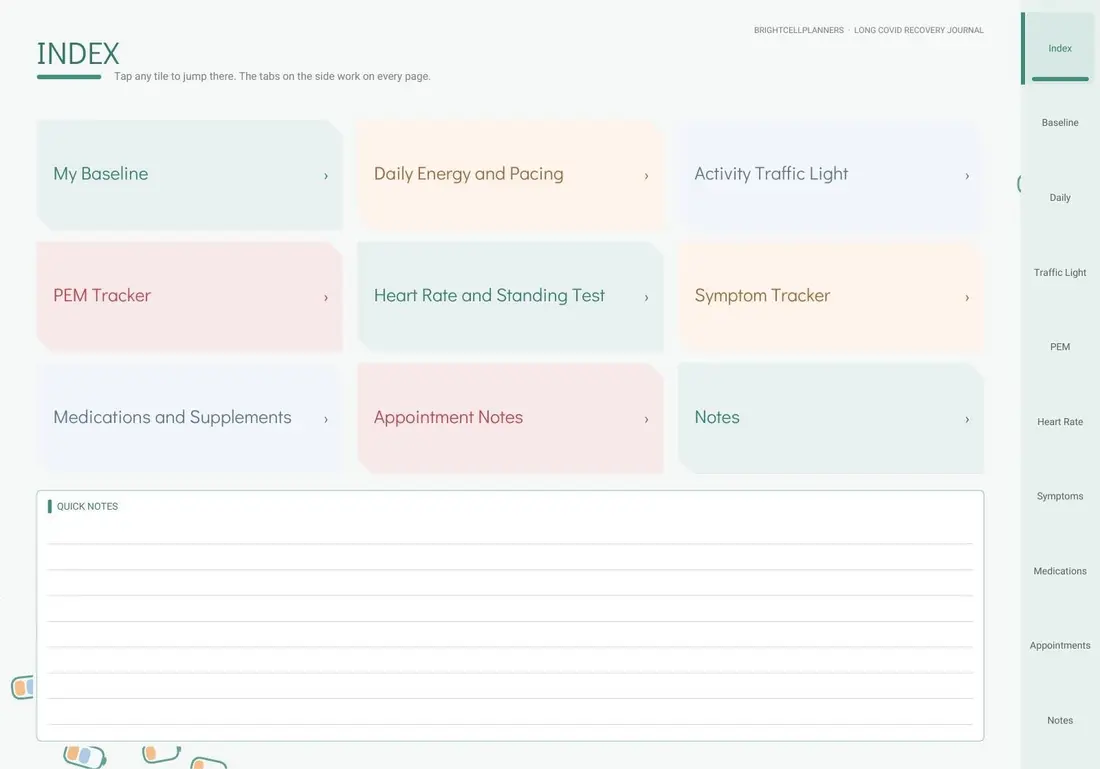 BRIGHTCELLPLANNERS · LONG COVID RECOVERY JOURNAL
INDEX
Tap any tile to jump there. The tabs on the side work on every page.
My Baseline ›
Daily Energy and Pacing ›
Activity Traffic Light ›
PEM Tracker ›
Heart Rate and Standing Test ›
Symptom Tracker ›
Medications and Supplements ›
Appointment Notes ›
Notes ›
QUICK NOTES
Index
Baseline
Daily
Traffic Light
PEM
Heart Rate
Symptoms
Medications
Appointments
Notes